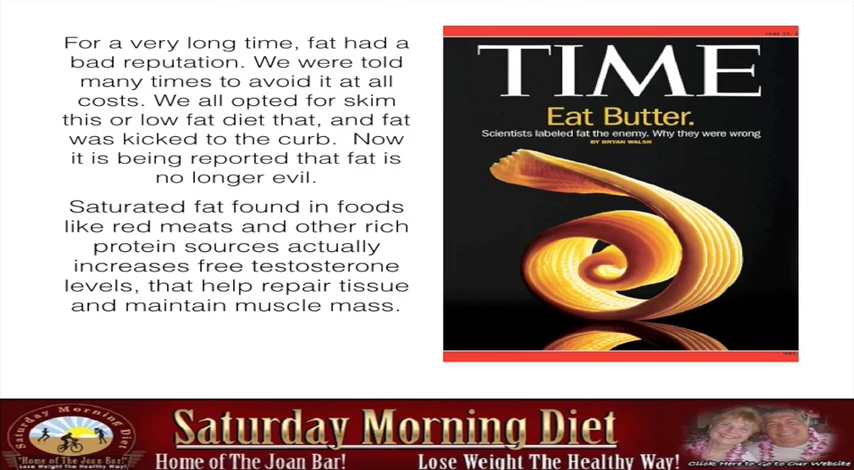 For a very long time, fat had a
bad reputation. We were told
many times to avoid it at all
costs. We all opted for skim
this or low fat diet that, and fat
was kicked to the curb. Now
it is being reported that fat is
no longer evil.
Saturated fat found in foods
like red meats and other rich
protein sources actually
increases free testosterone
levels, that help repair tissue
and maintain muscle mass.
TIME
Eat Butter.
Scientists labeled fat the enemy. Why they were wrong
BY BRYAN WALSH
Saturday Morning Diet
Home of The Joan Bar!
Lose Weight The Healthy Way!
Saturday Morning Diet
Home of The Joan Bar! Lose Weight The Healthy Way!
Click Here to Go to Our Website